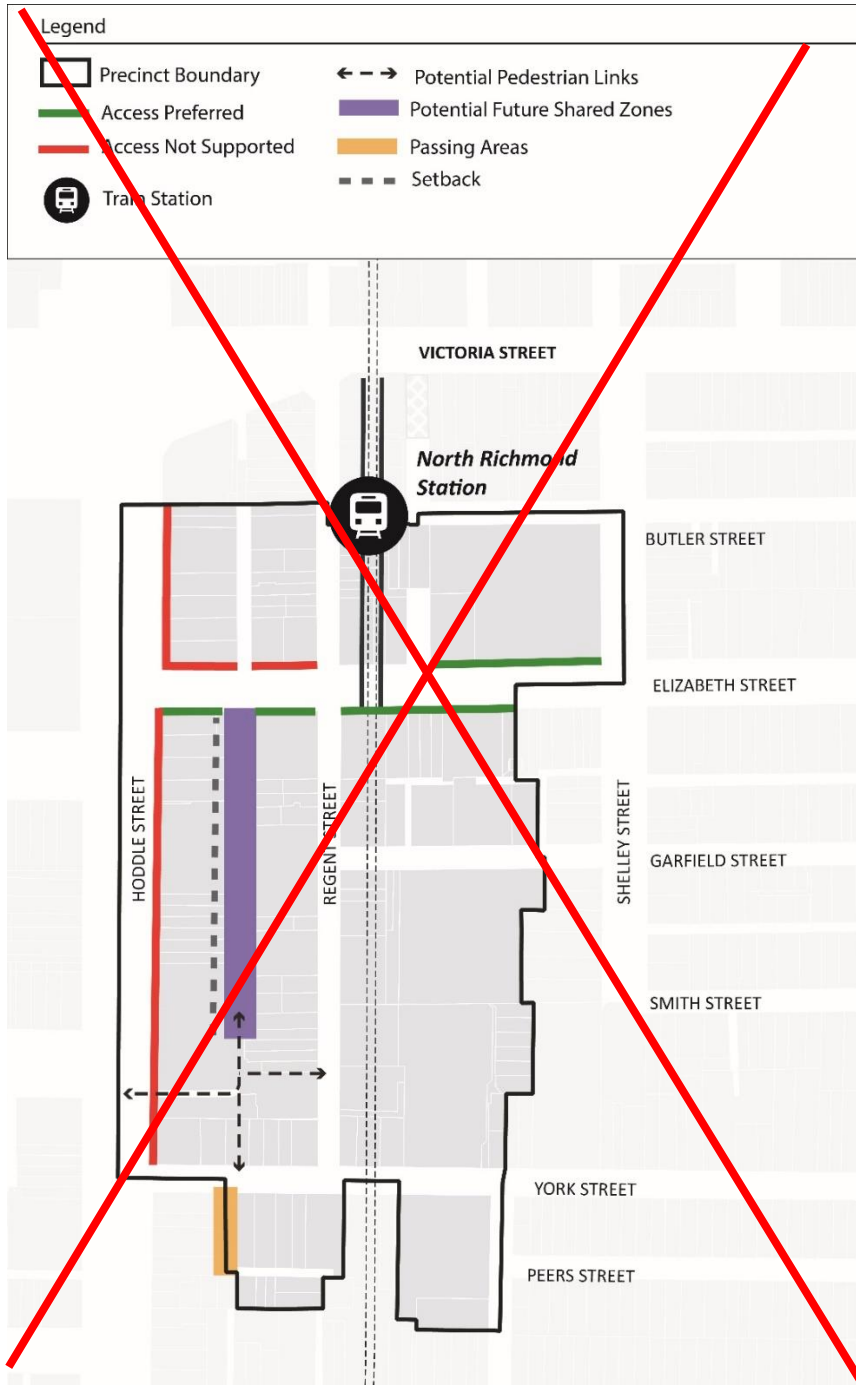 Legend
Precinct Boundary
Access Preferred
Access Not Supported
Train Station
Potential Pedestrian Links
Potential Future Shared Zones
Passing Areas
Setback
VICTORIA STREET
North Richmond
Station
BUTLER STREET
ELIZABETH STREET
HODDLE STREET
REGENT STREET
SHELLEY STREET
GARFIELD STREET
SMITH STREET
YORK STREET
PEERS STREET